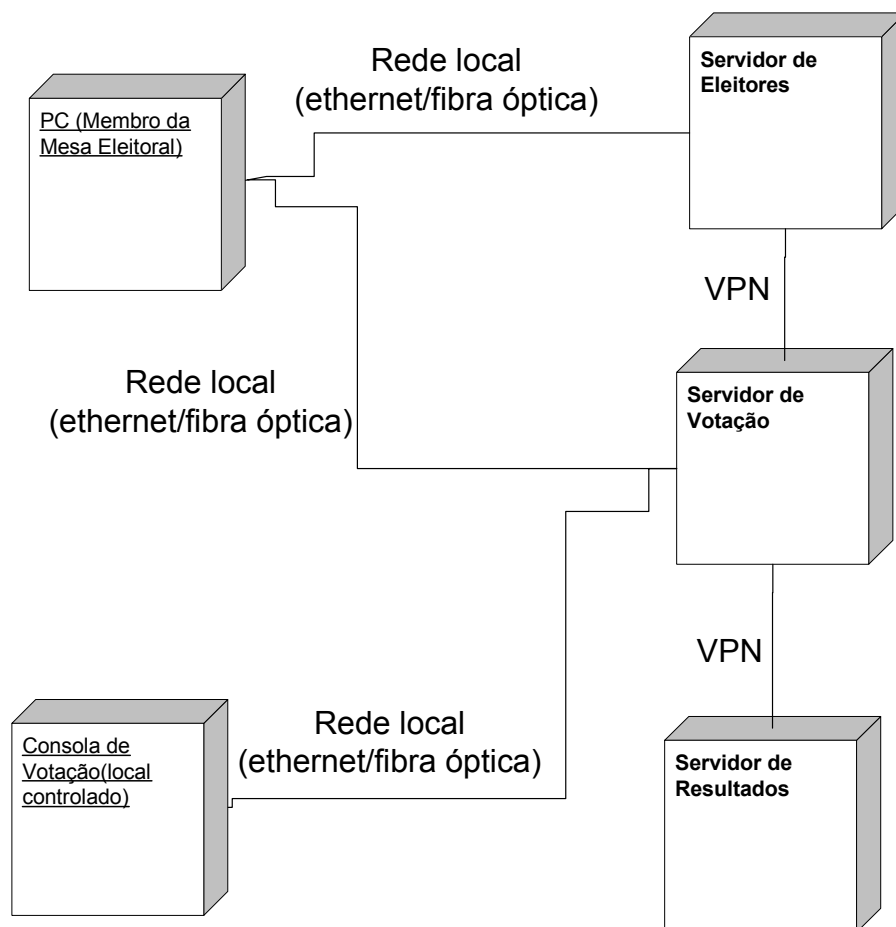 Rede local
(ethernet/fibra óptica)
Servidor de
Eleitores
PC (Membro da
Mesa Eleitoral)
VPN
Rede local
(ethernet/fibra óptica)
Servidor de
Votação
VPN
Rede local
(ethernet/fibra óptica)
Consola de
Votação(local
controlado)
Servidor de
Resultados